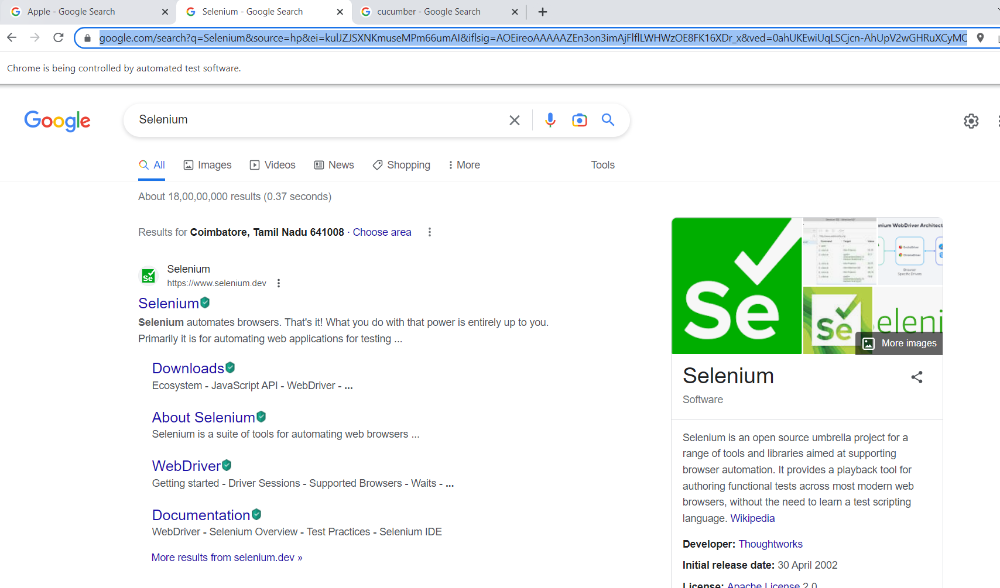 Apple - Google Search
Selenium - Google Search
cucumber - Google Search
google.com/search?q=Selenium&source=hp&ei=kulJZJSXNKmuseMPm66umAI&iflsig=AOEireoAAAAAZEn3on3imAjFlflLWHWzOE8FK16XDr_x&ved=0ahUKEwiUqLSCjcn-AhUpV2wGHRuXCyMC
Chrome is being controlled by automated test software.
Google
Selenium
All
Images
Videos
News
Shopping
More
Tools
About 18,00,00,000 results (0.37 seconds)
Results for Coimbatore, Tamil Nadu 641008 · Choose area
Selenium
https://www.selenium.dev
Selenium
Selenium automates browsers. That's it! What you do with that power is entirely up to you.
Primarily it is for automating web applications for testing ...
Downloads
Ecosystem - JavaScript API - WebDriver - ...
About Selenium
Selenium is a suite of tools for automating web browsers ...
WebDriver
Getting started - Driver Sessions - Supported Browsers - Waits - ...
Documentation
WebDriver - Selenium Overview - Test Practices - Selenium IDE
More results from selenium.dev »
Se
nium WebDriver Architect
Browser
Specific Drivers
Se
eleni
More images
Selenium
Software
Selenium is an open source umbrella project for a
range of tools and libraries aimed at supporting
browser automation. It provides a playback tool for
authoring functional tests across most modern web
browsers, without the need to learn a test scripting
language. Wikipedia
Developer: Thoughtworks
Initial release date: 30 April 2002
License: Apache License 2.0